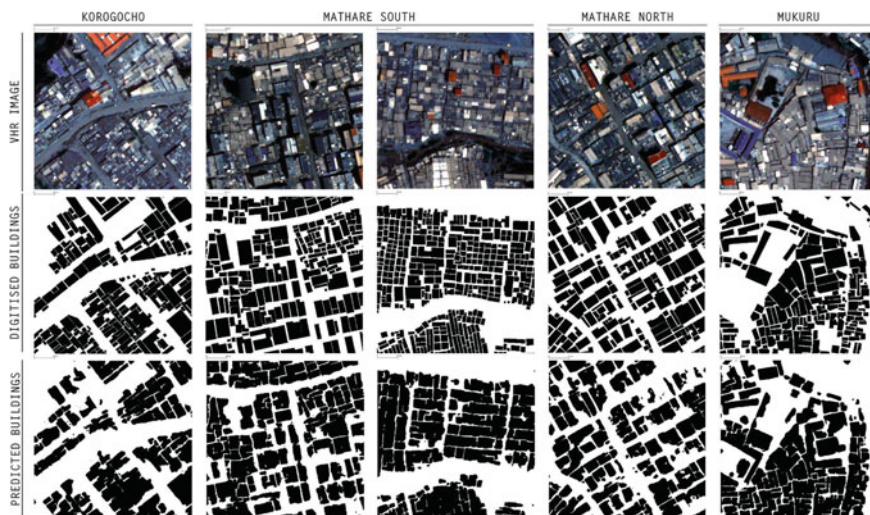 KOROGOCHO
MATHARE SOUTH
MATHARE NORTH
MUKURU
VHR IMAGE
DIGITISED BUILDINGS
PREDICTED BUILDINGS